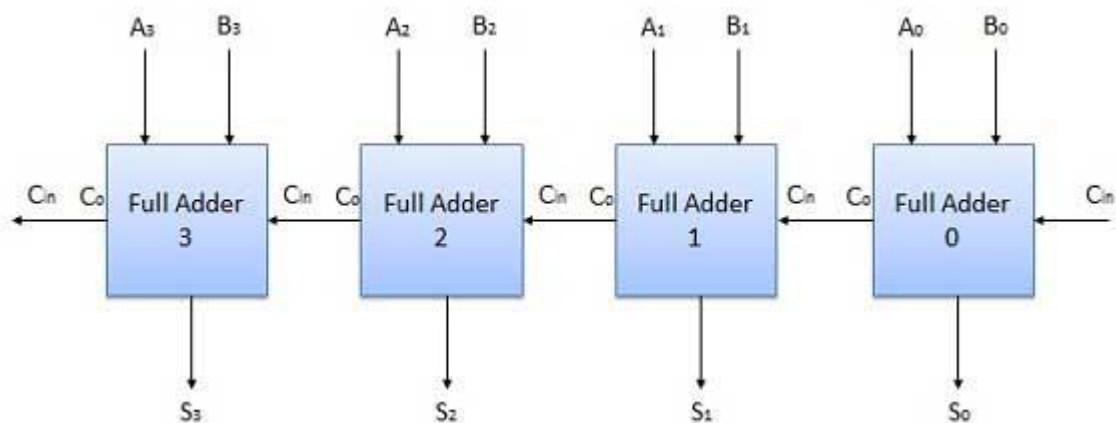 A₃ B₃ A₂ B₂ A₁ B₁ A₀ B₀
Cin Co Full Adder 3 Cin Co Full Adder 2 Cin Co Full Adder 1 Cin Co Full Adder 0 Cin
S₃ S₂ S₁ S₀